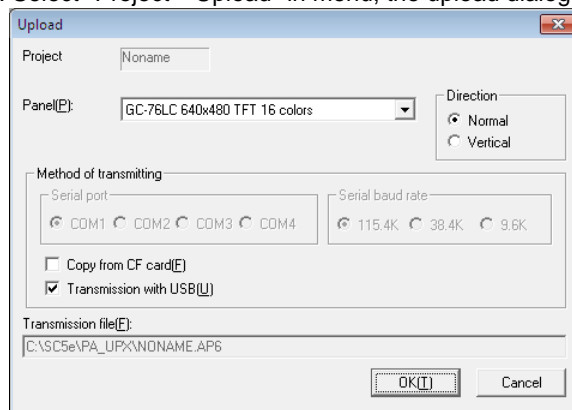 Select "Project" "Upload" in menu, the upload dialog
Upload
Project Noname
Panel(P): GC-76LC 640x480 TFT 16 colors
Direction
Normal
Vertical
Method of transmitting
Serial port
COM1 COM2 COM3 COM4
Serial baud rate
115.4K 38.4K 9.6K
Copy from CF card(F)
Transmission with USB(U)
Transmission file(F):
C:\SC5e\PA_UPX\NONAME.AP6
OK(T) Cancel